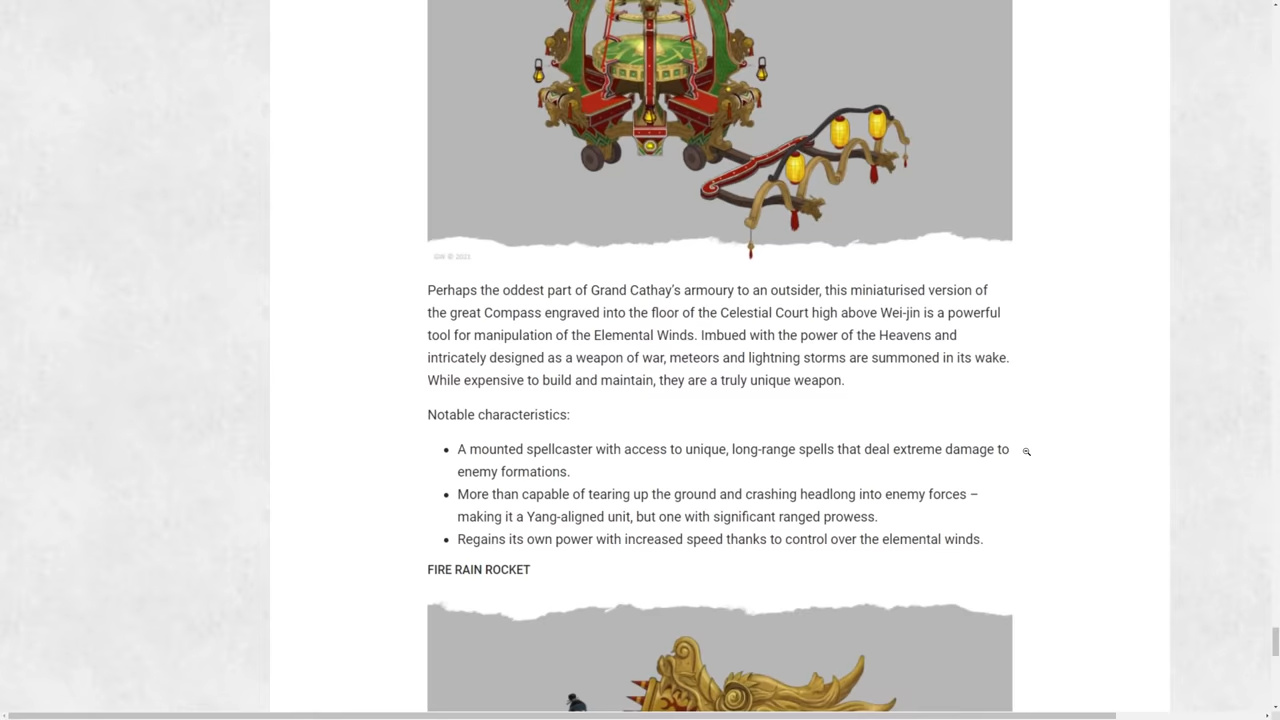 GW © 2021
Perhaps the oddest part of Grand Cathay’s armoury to an outsider, this miniaturised version of
the great Compass engraved into the floor of the Celestial Court high above Wei-jin is a powerful
tool for manipulation of the Elemental Winds. Imbued with the power of the Heavens and
intricately designed as a weapon of war, meteors and lightning storms are summoned in its wake.
While expensive to build and maintain, they are a truly unique weapon.
Notable characteristics:
• A mounted spellcaster with access to unique, long-range spells that deal extreme damage to
enemy formations.
• More than capable of tearing up the ground and crashing headlong into enemy forces –
making it a Yang-aligned unit, but one with significant ranged prowess.
• Regains its own power with increased speed thanks to control over the elemental winds.
FIRE RAIN ROCKET